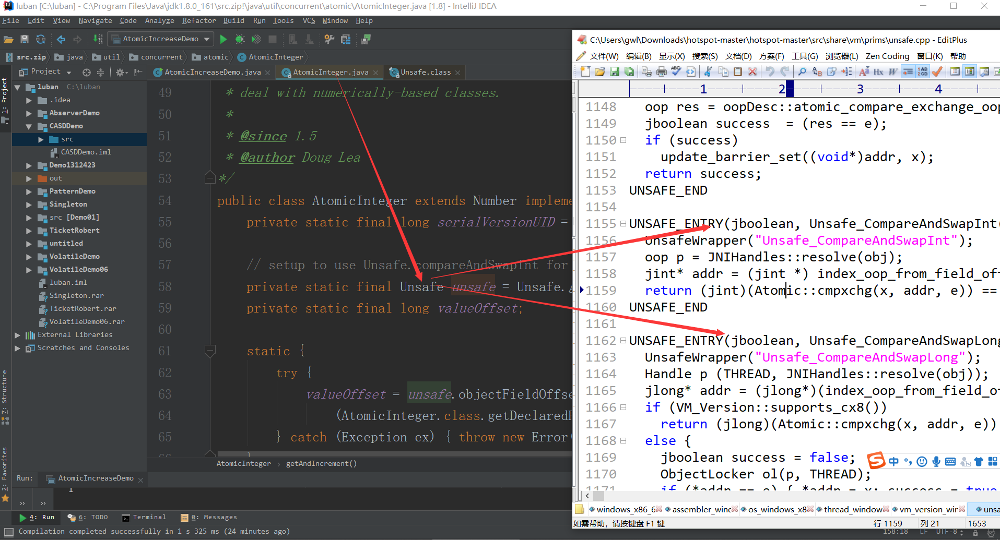 luban [C:\luban] - C:\Program Files\Java\jdk1.8.0_161\src.zip!\java\util\concurrent\atomic\AtomicInteger.java [1.8] - IntelliJ IDEA
File Edit View Navigate Code Analyze Refactor Build Run Tools VCS Window Help
AtomicIncreaseDemo
src.zip java util concurrent atomic AtomicInteger
Project
AtomicIncreaseDemo.java AtomicInteger.java Unsafe.class
1: Project
luban C:\luban
.idea
AbserverDemo
CASDDemo
src
CASDDemo.iml
Demo1312423
out
PatternDemo
Singleton
src [Demo01]
TicketRobert
untitled
VolatileDemo
VolatileDemo06
luban.iml
Singleton.rar
TicketRobert.rar
VolatileDemo06.rar
External Libraries
Scratches and Consoles
Z: Structure
2: Favorites
49 * deal with numerically-based classes.
50 *
51 * @since 1.5
52 * @author Doug Lea
53 */
54 public class AtomicInteger extends Number impleme
55 private static final long serialVersionUID =
56
57 // setup to use Unsafe.compareAndSwapInt for
58 private static final Unsafe unsafe = Unsafe.
59 private static final long valueOffset;
60
61 static {
62 try {
63 valueOffset = unsafe.objectFieldOffse
64 (AtomicInteger.class.getDeclaredF
65 } catch (Exception ex) { throw new Error(
66 }
AtomicInteger › getAndIncrement()
Run: AtomicIncreaseDemo
1
» »
4: Run 6: TODO Terminal 0: Messages
Compilation completed successfully in 1 s 325 ms (24 minutes ago)
158:18 LF UTF-8
C:\Users\gwl\Downloads\hotspot-master\hotspot-master\src\share\vm\prims\unsafe.cpp - EditPlus
文件(W) 编辑(B) 显示(X) 搜索(S) 文档(D) 方案(F) 工具(G) 浏览器(L) Zen Coding 窗口(K) 帮助
----+----1----+----2----+----3----+----4----+--
1148 oop res = oopDesc::atomic_compare_exchange_oop
1149 jboolean success  = (res == e);
1150 if (success)
1151 update_barrier_set((void*)addr, x);
1152 return success;
1153 UNSAFE_END
1154
1155 UNSAFE_ENTRY(jboolean, Unsafe_CompareAndSwapInt(
1156 UnsafeWrapper("Unsafe_CompareAndSwapInt");
1157 oop p = JNIHandles::resolve(obj);
1158 jint* addr = (jint *) index_oop_from_field_of
1159 return (jint)(Atomic::cmpxchg(x, addr, e)) ==
1160 UNSAFE_END
1161
1162 UNSAFE_ENTRY(jboolean, Unsafe_CompareAndSwapLong
1163 UnsafeWrapper("Unsafe_CompareAndSwapLong");
1164 Handle p (THREAD, JNIHandles::resolve(obj));
1165 jlong* addr = (jlong*)(index_oop_from_field_o
1166 if (VM_Version::supports_cx8())
1167 return (jlong)(Atomic::cmpxchg(x, addr, e))
1168 else {
1169 jboolean success = false;
1170 ObjectLocker ol(p, THREAD);
1171 if (*addr == e) { *addr = x; success = true
中
windows_x86_6 assembler_winc os_windows_x8 thread_window vm_version_win unsa
如需帮助，请按键盘 F1 键 行 1159 列 21 1653